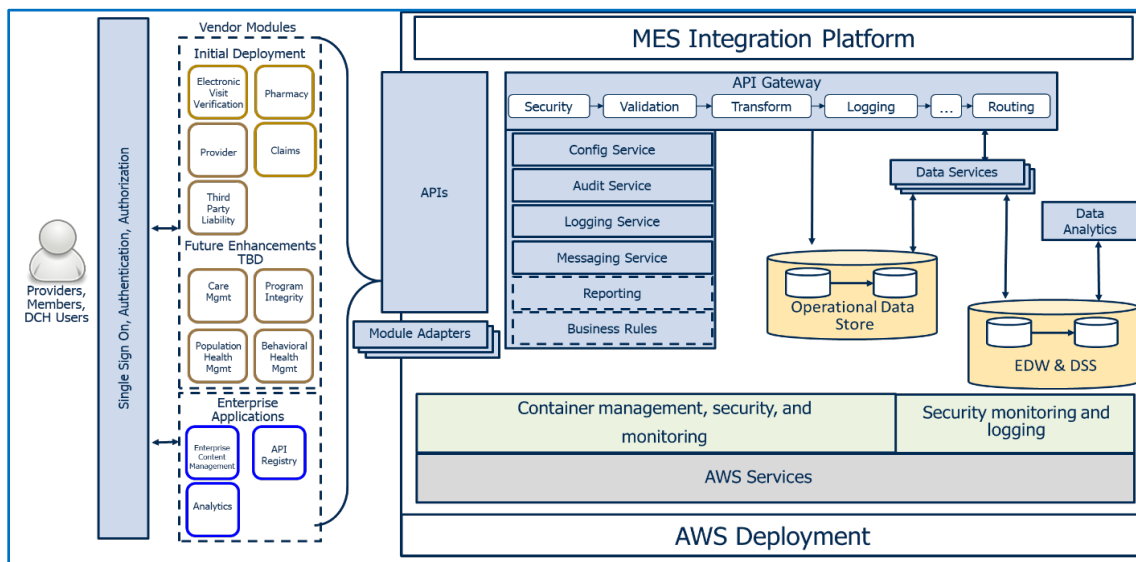 Providers,
Members,
DCH Users
Single Sign On, Authentication, Authorization
Vendor Modules
Initial Deployment
Electronic
Visit
Verification
Pharmacy
Provider
Claims
Third
Party
Liability
Future Enhancements
TBD
Care
Mgmt
Program
Integrity
Population
Health
Mgmt
Behavioral
Health
Mgmt
Enterprise
Applications
Enterprise
Content
Management
API
Registry
Analytics
MES Integration Platform
APIs
Module Adapters
API Gateway
Security
Validation
Transform
Logging
...
Routing
Config Service
Audit Service
Logging Service
Messaging Service
Reporting
Business Rules
Data Services
Data
Analytics
Operational Data
Store
EDW & DSS
Container management, security, and
monitoring
Security monitoring and
logging
AWS Services
AWS Deployment